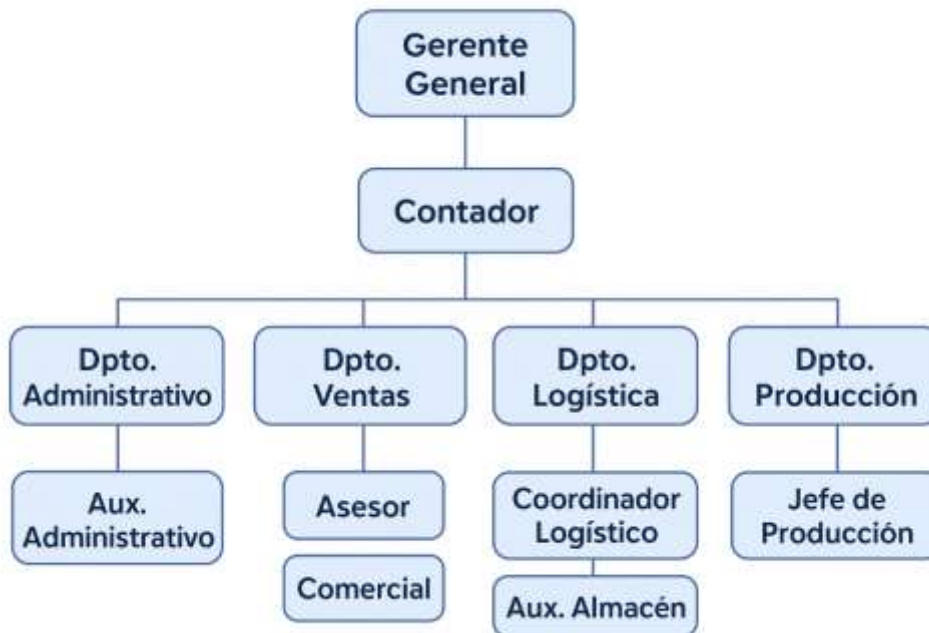 Gerente
General
Contador
Dpto.
Administrativo
Dpto.
Ventas
Dpto.
Logística
Dpto.
Producción
Aux.
Administrativo
Asesor
Comercial
Coordinador
Logístico
Aux. Almacén
Jefe de
Producción